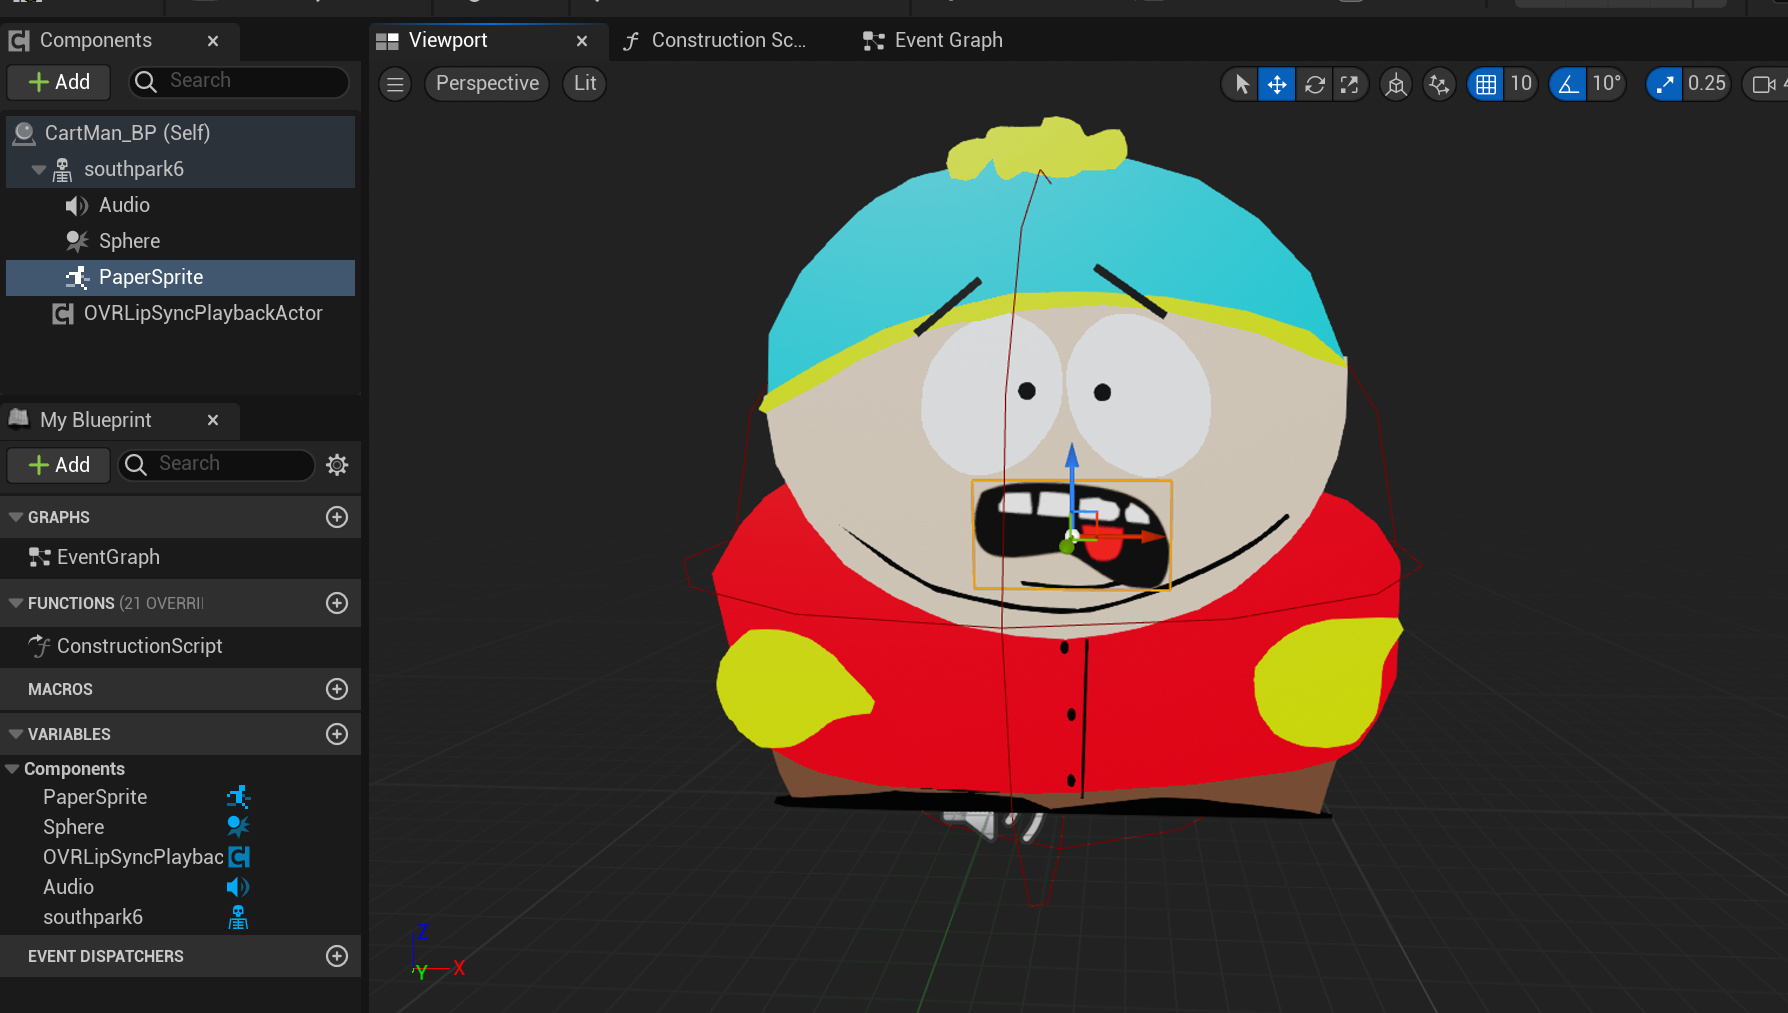 Components
Viewport
Construction Sc...
Event Graph
Add
Search
Perspective
Lit
10
10°
0.25
CartMan_BP (Self)
southpark6
Audio
Sphere
PaperSprite
OVRLipSyncPlaybackActor
My Blueprint
Add
Search
GRAPHS
EventGraph
FUNCTIONS (21 OVERRI
ConstructionScript
MACROS
VARIABLES
Components
PaperSprite
Sphere
OVRLipSyncPlaybac
Audio
southpark6
EVENT DISPATCHERS
Z
Y
X